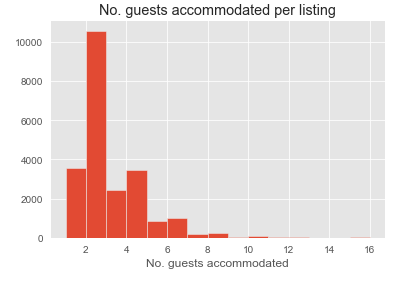 No. guests accommodated per listing
10000
8000
6000
4000
2000
0
2 4 6 8 10 12 14 16
No. guests accommodated